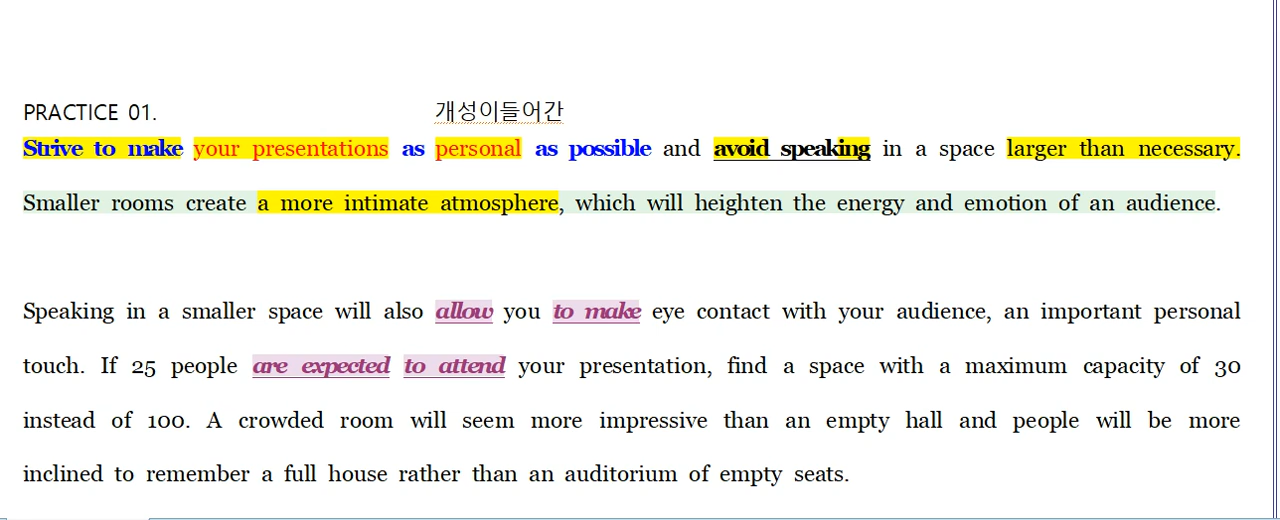 PRACTICE 01. 개성이들어간
Strive to make your presentations as personal as possible and avoid speaking in a space larger than necessary.
Smaller rooms create a more intimate atmosphere, which will heighten the energy and emotion of an audience.
Speaking in a smaller space will also allow you to make eye contact with your audience, an important personal
touch. If 25 people are expected to attend your presentation, find a space with a maximum capacity of 30
instead of 100. A crowded room will seem more impressive than an empty hall and people will be more
inclined to remember a full house rather than an auditorium of empty seats.